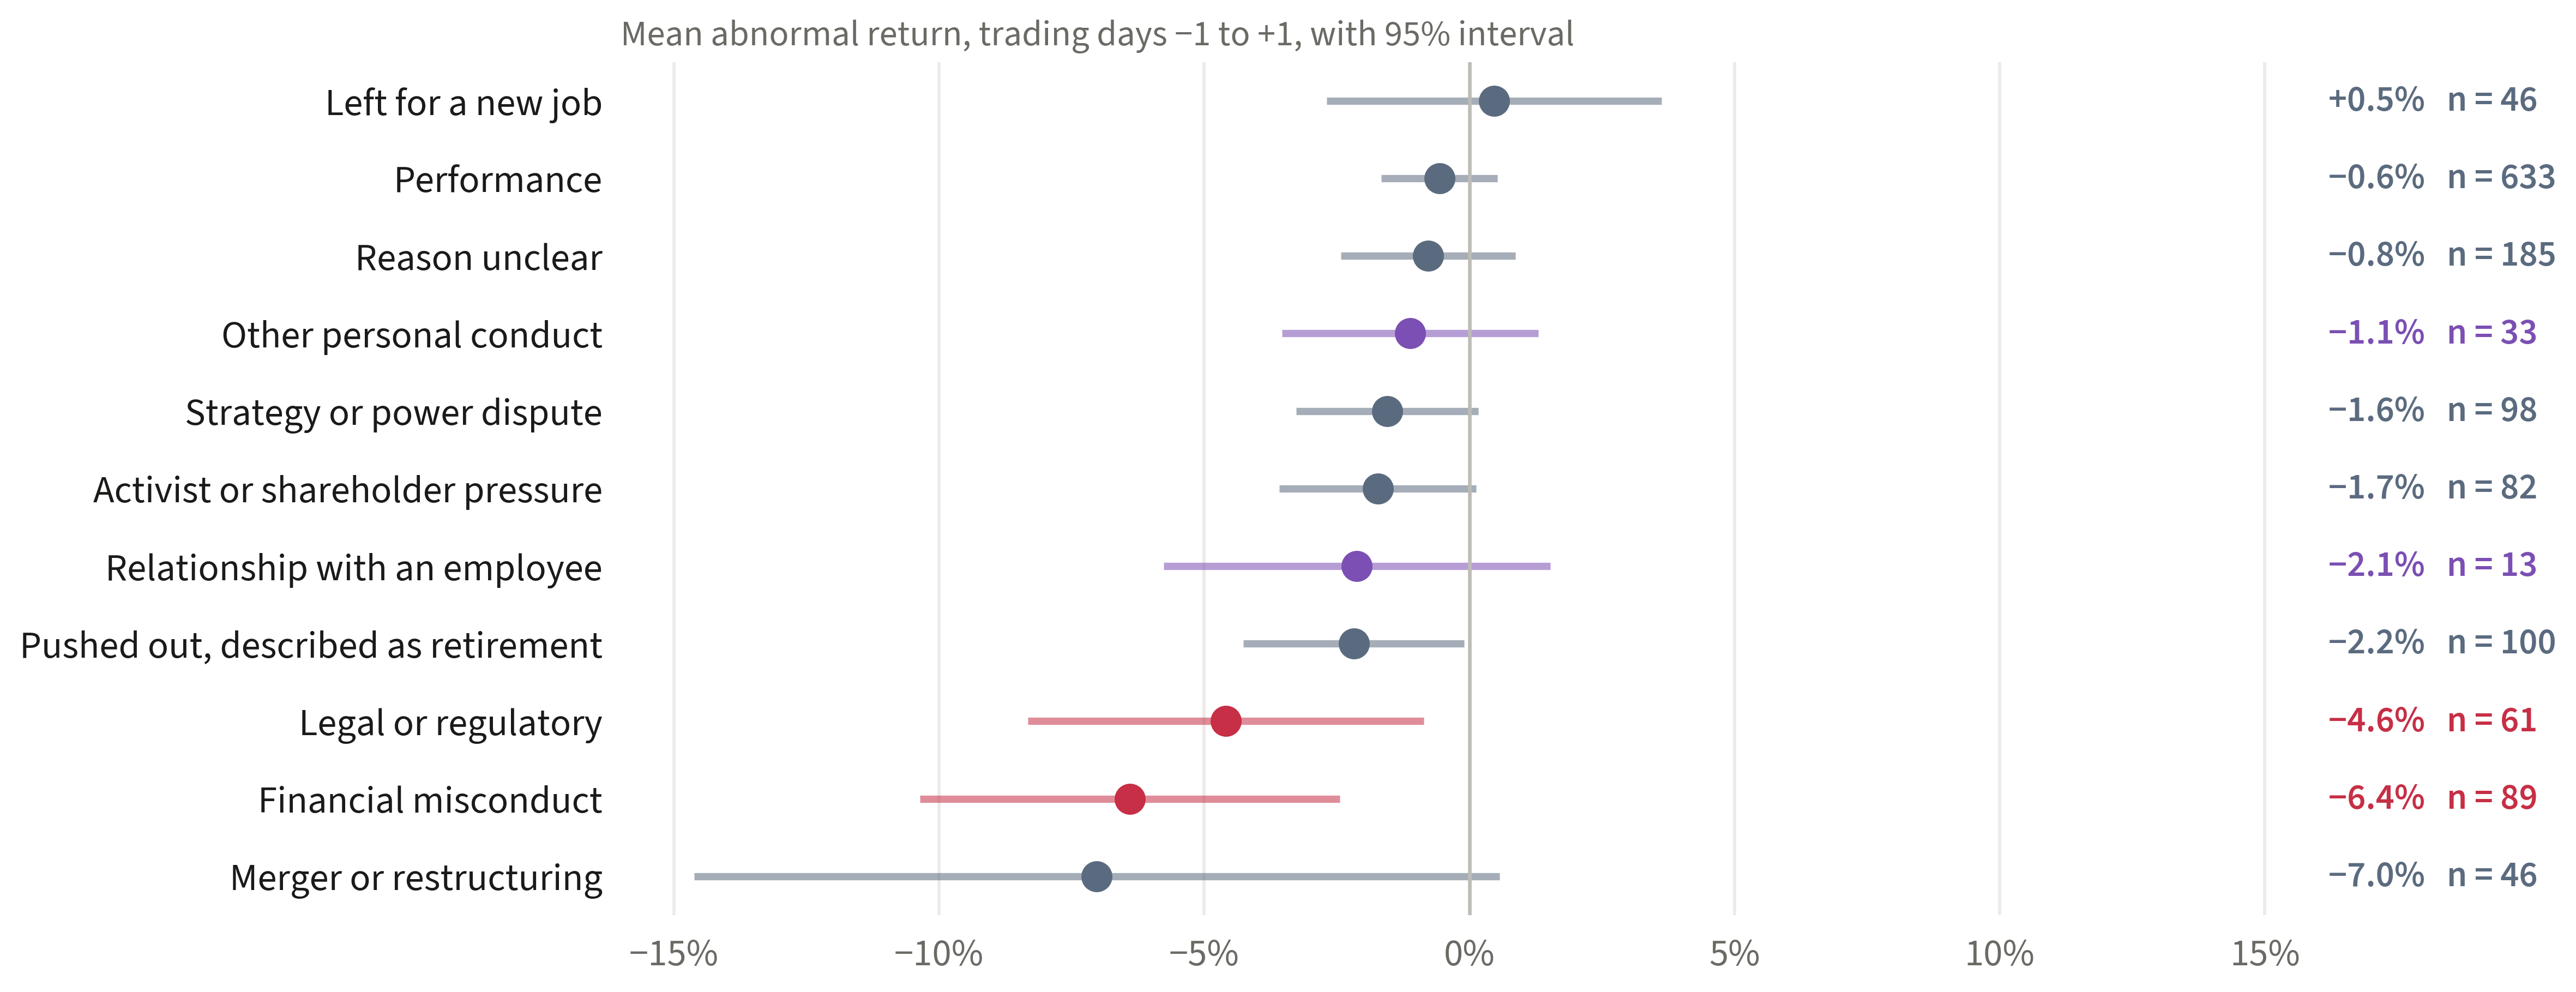 Mean abnormal return, trading days −1 to +1, with 95% interval
Left for a new job +0.5% n = 46
Performance −0.6% n = 633
Reason unclear −0.8% n = 185
Other personal conduct −1.1% n = 33
Strategy or power dispute −1.6% n = 98
Activist or shareholder pressure −1.7% n = 82
Relationship with an employee −2.1% n = 13
Pushed out, described as retirement −2.2% n = 100
Legal or regulatory −4.6% n = 61
Financial misconduct −6.4% n = 89
Merger or restructuring −7.0% n = 46
−15% −10% −5% 0% 5% 10% 15%